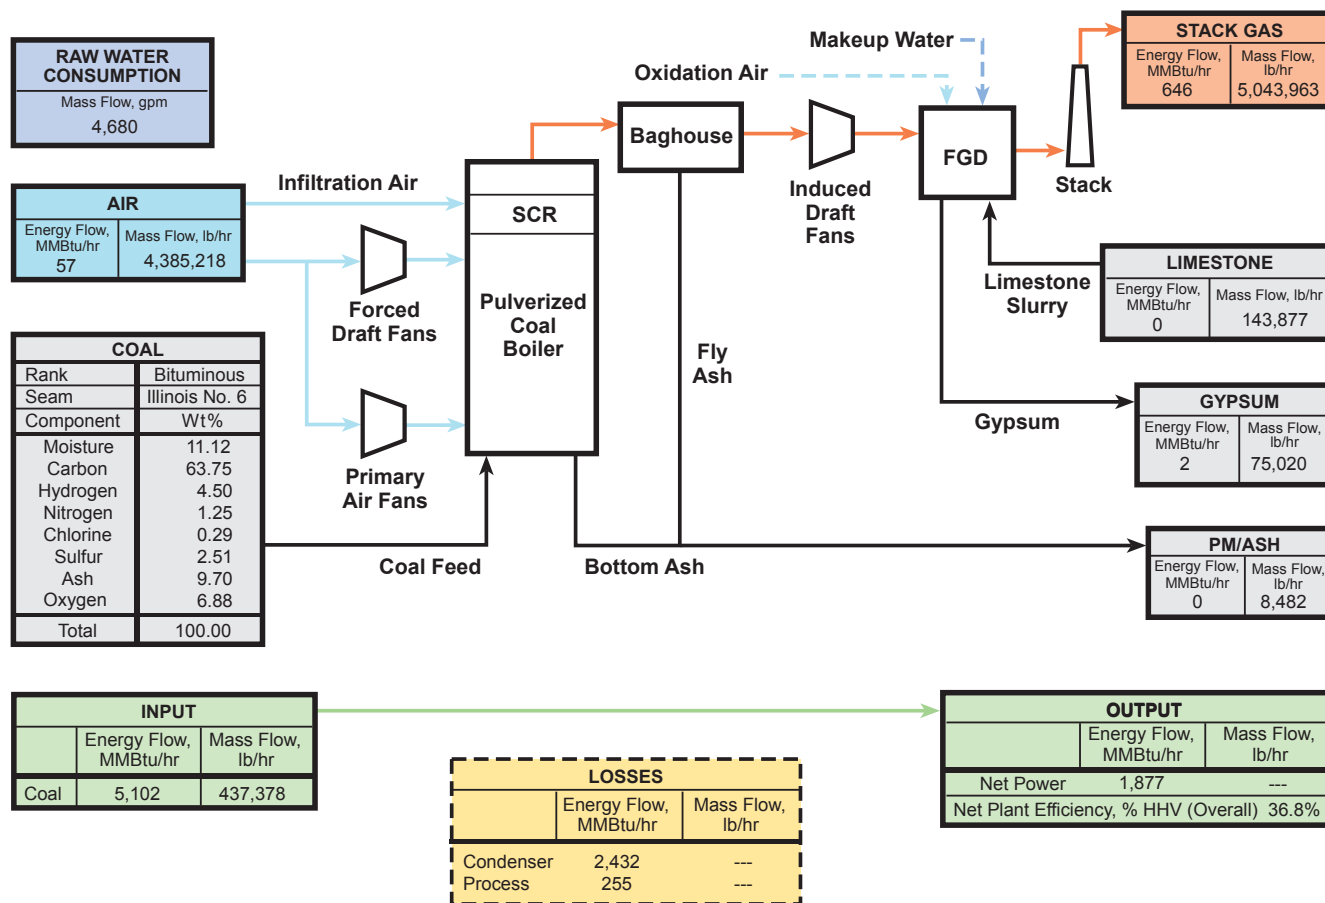 RAW WATER
CONSUMPTION
Mass Flow, gpm
4,680
Makeup Water
Oxidation Air
STACK GAS
Energy Flow,
MMBtu/hr
646
Mass Flow,
lb/hr
5,043,963
Baghouse
FGD
Stack
Induced
Draft
Fans
Infiltration Air
AIR
Energy Flow,
MMBtu/hr
57
Mass Flow, lb/hr
4,385,218
SCR
Pulverized
Coal
Boiler
Forced
Draft Fans
Primary
Air Fans
Limestone
Slurry
LIMESTONE
Energy Flow,
MMBtu/hr
0
Mass Flow, lb/hr
143,877
Fly
Ash
Gypsum
GYPSUM
Energy Flow,
MMBtu/hr
2
Mass Flow,
lb/hr
75,020
COAL
Rank Bituminous
Seam Illinois No. 6
Component Wt%
Moisture 11.12
Carbon 63.75
Hydrogen 4.50
Nitrogen 1.25
Chlorine 0.29
Sulfur 2.51
Ash 9.70
Oxygen 6.88
Total 100.00
Coal Feed
Bottom Ash
PM/ASH
Energy Flow,
MMBtu/hr
0
Mass Flow,
lb/hr
8,482
INPUT
Energy Flow, Mass Flow,
MMBtu/hr lb/hr
Coal 5,102 437,378
LOSSES
Energy Flow, Mass Flow,
MMBtu/hr lb/hr
Condenser 2,432 ---
Process 255 ---
OUTPUT
Energy Flow, Mass Flow,
MMBtu/hr lb/hr
Net Power 1,877 ---
Net Plant Efficiency, % HHV (Overall) 36.8%